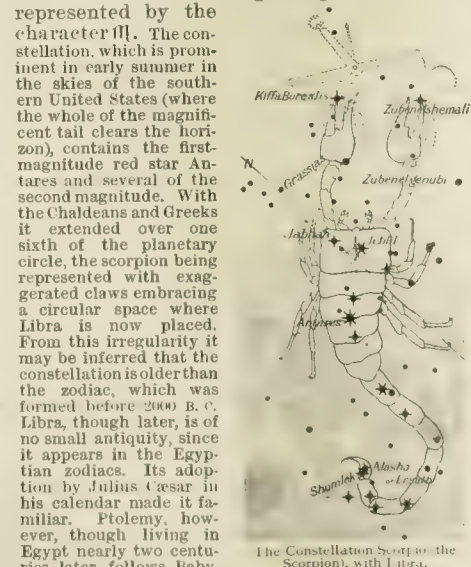 represented by the
character ♏. The con-
stellation, which is prom-
inent in early summer in
the skies of the south-
ern United States (where
the whole of the magnifi-
cent tail clears the hori-
zon), contains the first-
magnitude red star An-
tares and several of the
second magnitude. With
the Chaldeans and Greeks
it extended over one
sixth of the planetary
circle, the scorpion being
represented with exag-
gerated claws embracing
a circular space where
Libra is now placed.
From this irregularity it
may be inferred that the
constellation is older than
the zodiac, which was
formed before 2000 B. C.
Libra, though later, is of
no small antiquity, since
it appears in the Egyp-
tian zodiacs. Its adop-
tion by Julius Cæsar in
his calendar made it fa-
miliar. Ptolemy, how-
ever, though living in
Egypt nearly two centu-
ries later, follows Baby-
Kiffa Borealis
Zubenelshemali
N
Grassias
Zubenelgenubi
Jabbah
Iclil
Antares
Alasha
or Lesath
Shumlek
The Constellation Scorpio (the
Scorpion), with Libra.